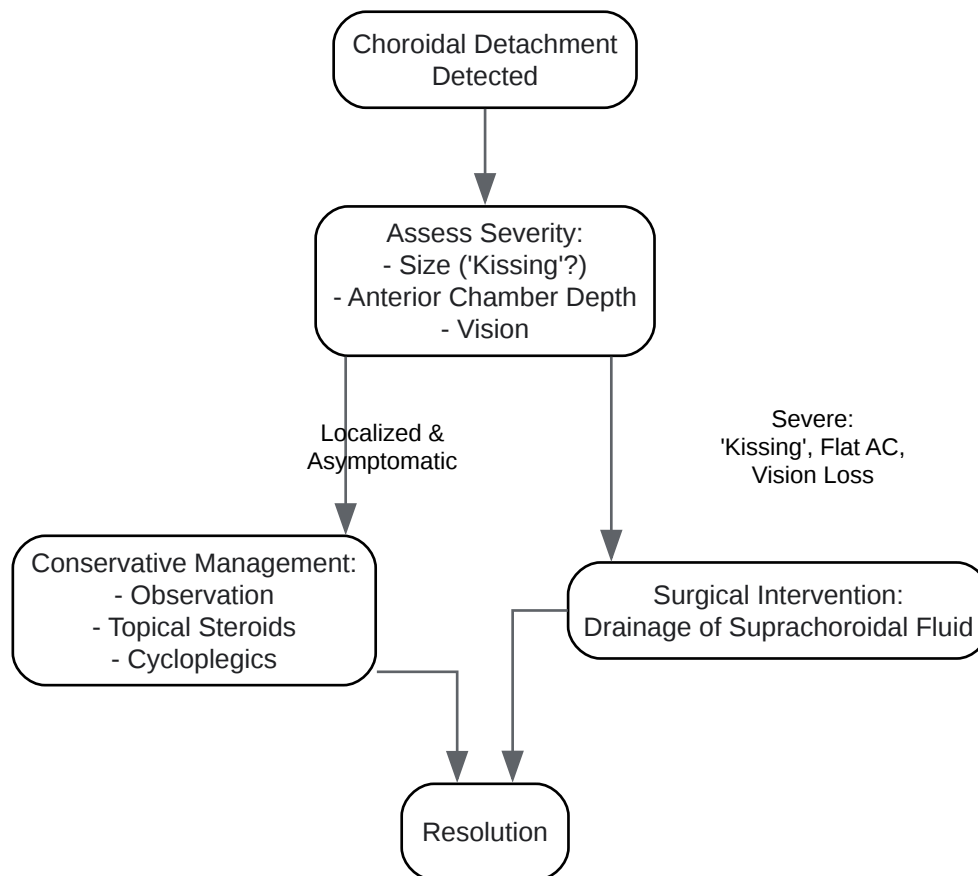 Choroidal Detachment
Detected
Assess Severity:
- Size ('Kissing'?)
- Anterior Chamber Depth
- Vision
Localized &
Asymptomatic
Severe:
'Kissing', Flat AC,
Vision Loss
Conservative Management:
- Observation
- Topical Steroids
- Cycloplegics
Surgical Intervention:
Drainage of Suprachoroidal Fluid
Resolution